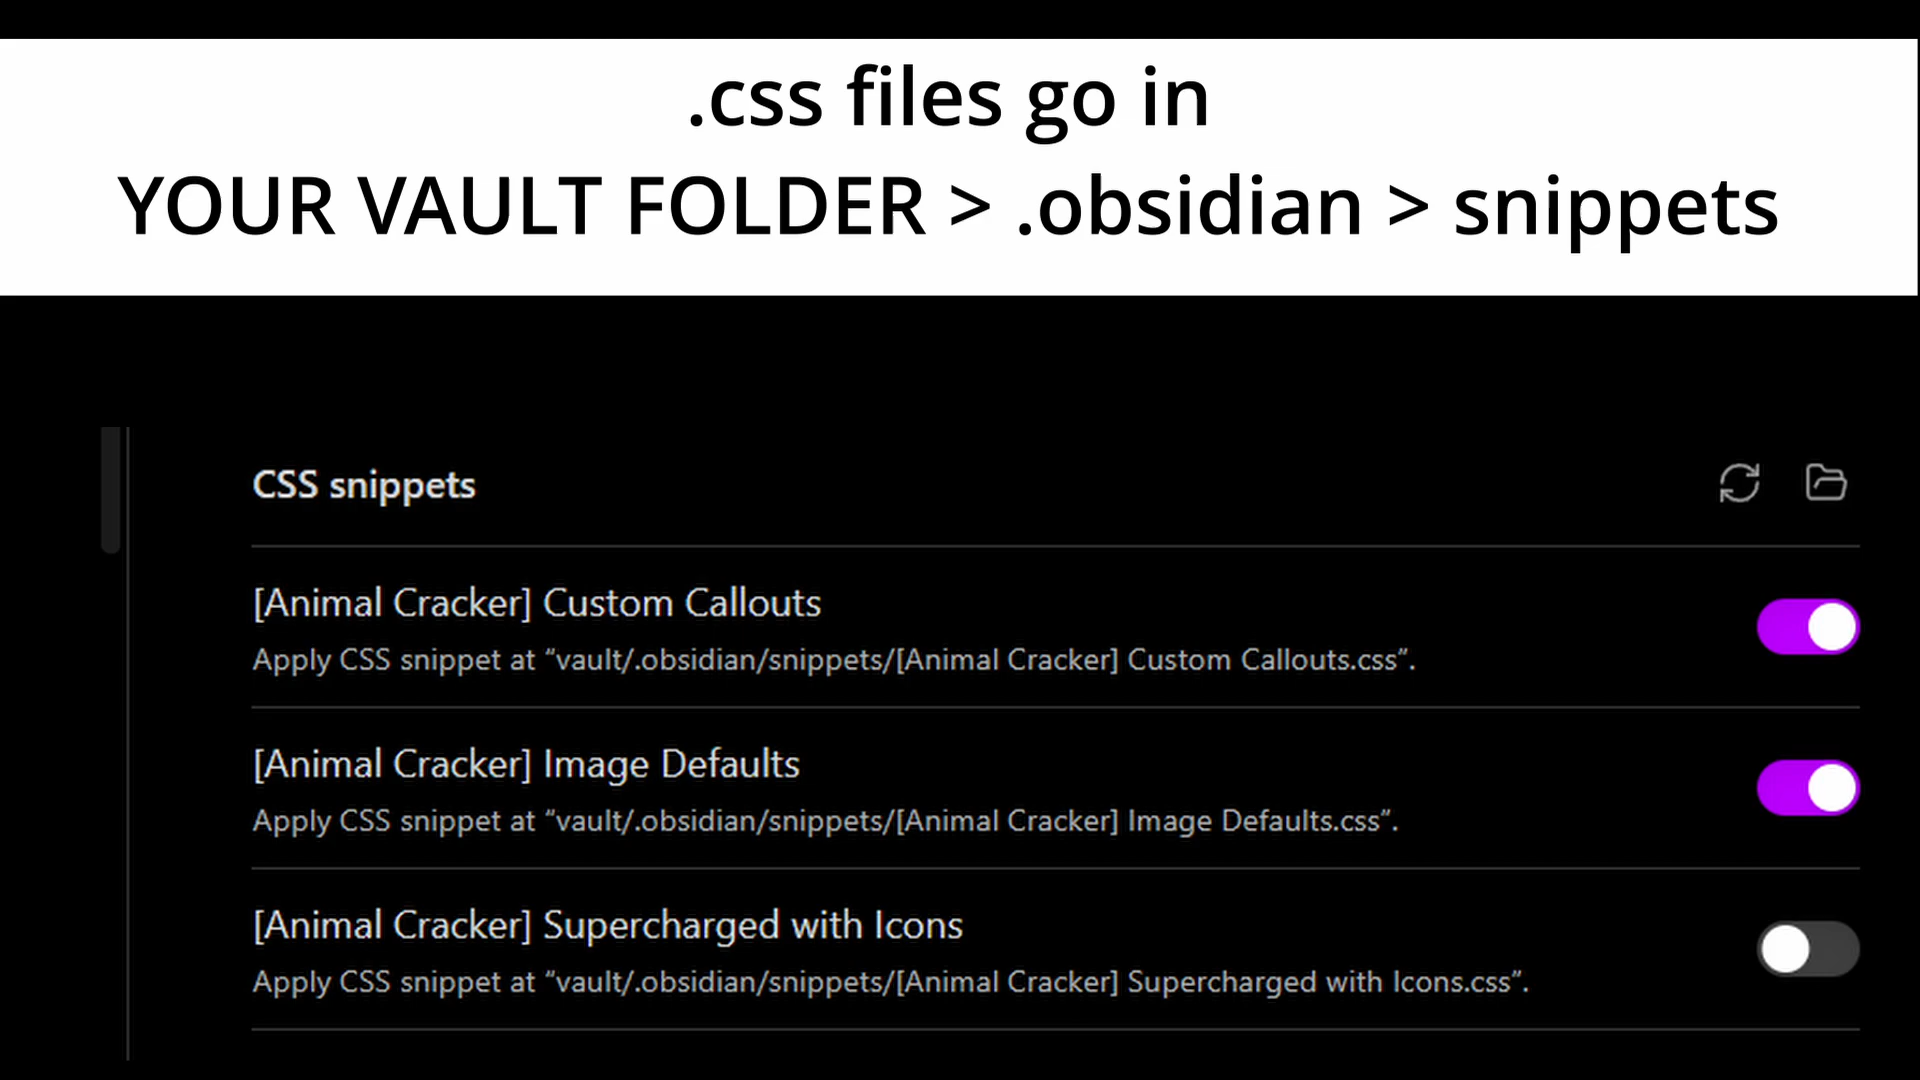 .css files go in
YOUR VAULT FOLDER > .obsidian > snippets
CSS snippets
[Animal Cracker] Custom Callouts
Apply CSS snippet at “vault/.obsidian/snippets/[Animal Cracker] Custom Callouts.css”.
[Animal Cracker] Image Defaults
Apply CSS snippet at “vault/.obsidian/snippets/[Animal Cracker] Image Defaults.css”.
[Animal Cracker] Supercharged with Icons
Apply CSS snippet at “vault/.obsidian/snippets/[Animal Cracker] Supercharged with Icons.css”.